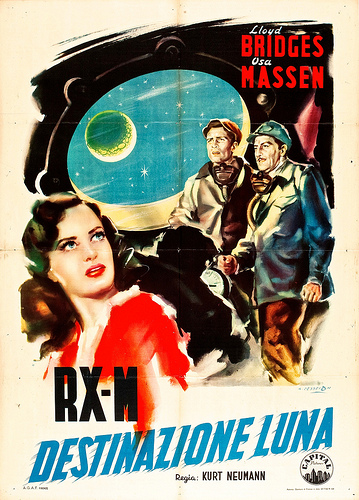 Lloyd
BRIDGES
Osa
MASSEN
RX-M
DESTINAZIONE LUNA
Regia: KURT NEUMANN
CAPITAL